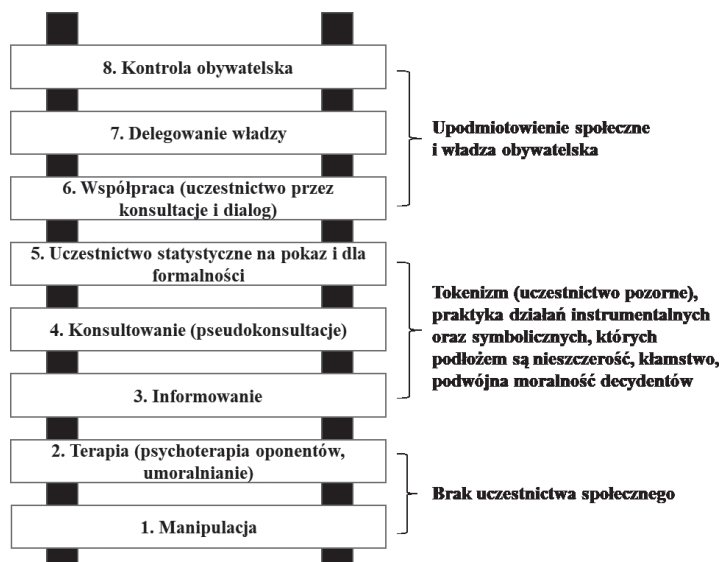 8. Kontrola obywatelska
7. Delegowanie władzy
6. Współpraca (uczestnictwo przez
konsultacje i dialog)
Upodmiotowienie społeczne
i władza obywatelska
5. Uczestnictwo statystyczne na pokaz i dla
formalności
4. Konsultowanie (pseudokonsultacje)
3. Informowanie
Tokenizm (uczestnictwo pozorne),
praktyka działań instrumentalnych
oraz symbolicznych, których
podłożem są nieszczerość, kłamstwo,
podwójna moralność decydentów
2. Terapia (psychoterapia oponentów,
umoralnianie)
1. Manipulacja
Brak uczestnictwa społecznego